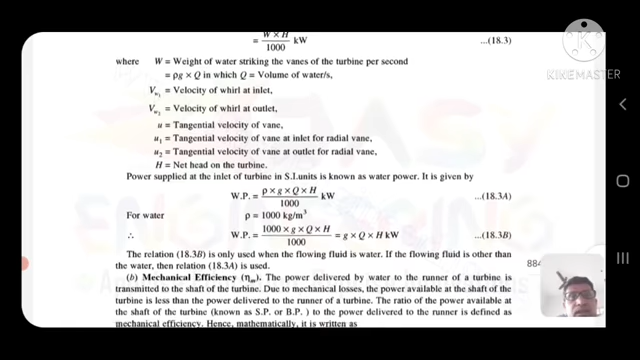 = W × H / 1000 kW ...(18.3)
where W = Weight of water striking the vanes of the turbine per second
= ρg × Q in which Q = Volume of water/s,
V_w₁ = Velocity of whirl at inlet,
V_w₂ = Velocity of whirl at outlet,
u = Tangential velocity of vane,
u₁ = Tangential velocity of vane at inlet for radial vane,
u₂ = Tangential velocity of vane at outlet for radial vane,
H = Net head on the turbine.
Power supplied at the inlet of turbine in S.I. units is known as water power. It is given by
W.P. = ρ × g × Q × H / 1000 kW ...(18.3A)
For water ρ = 1000 kg/m³
∴ W.P. = 1000 × g × Q × H / 1000 = g × Q × H kW ...(18.3B)
The relation (18.3B) is only used when the flowing fluid is water. If the flowing fluid is other than
the water, then relation (18.3A) is used.
884
(b) Mechanical Efficiency (ηₘ). The power delivered by water to the runner of a turbine is
transmitted to the shaft of the turbine. Due to mechanical losses, the power available at the shaft of the
turbine is less than the power delivered to the runner of a turbine. The ratio of the power available at
the shaft of the turbine (known as S.P. or B.P.) to the power delivered to the runner is defined as
mechanical efficiency. Hence, mathematically, it is written as
KINEMASTER